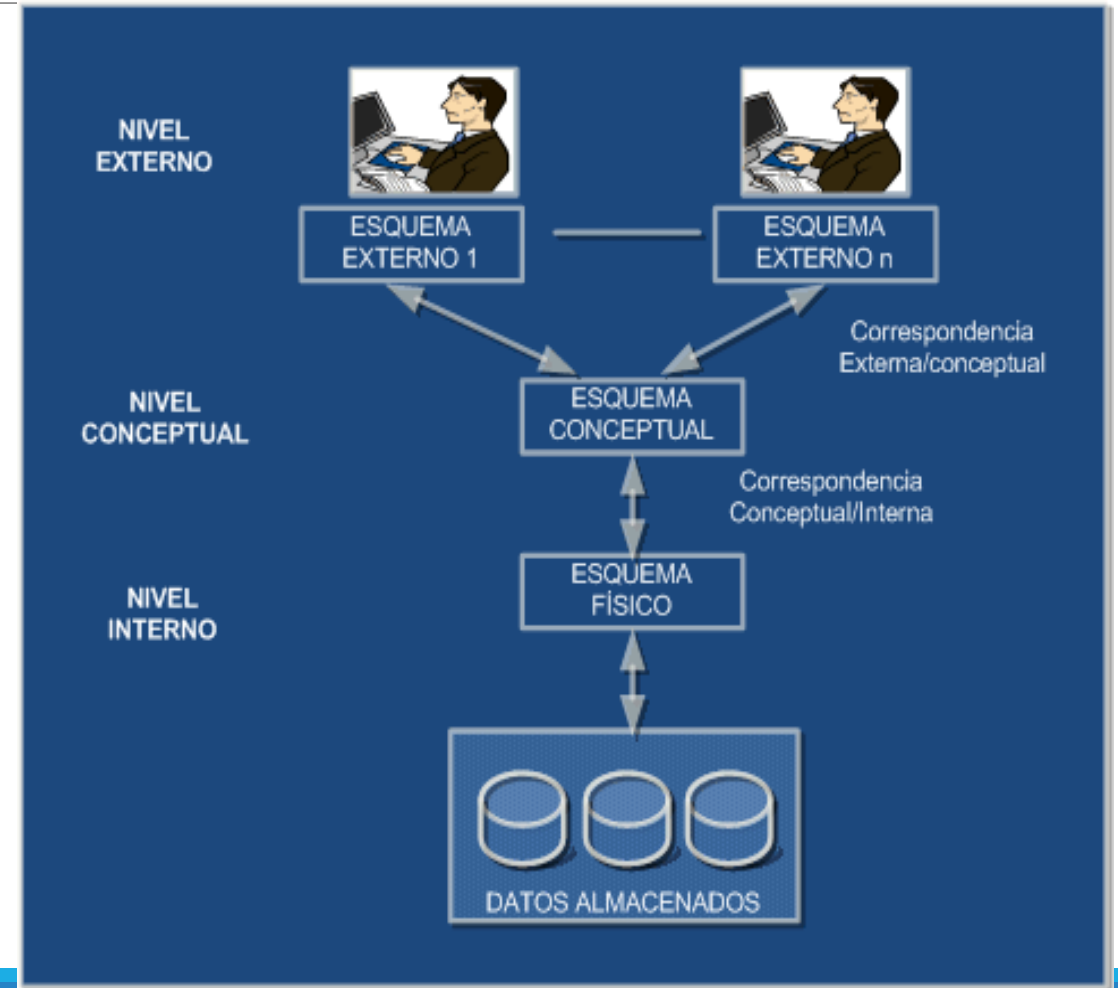 NIVEL
EXTERNO
ESQUEMA
EXTERNO 1
ESQUEMA
EXTERNO n
Correspondencia
Externa/conceptual
NIVEL
CONCEPTUAL
ESQUEMA
CONCEPTUAL
Correspondencia
Conceptual/Interna
NIVEL
INTERNO
ESQUEMA
FÍSICO
DATOS ALMACENADOS